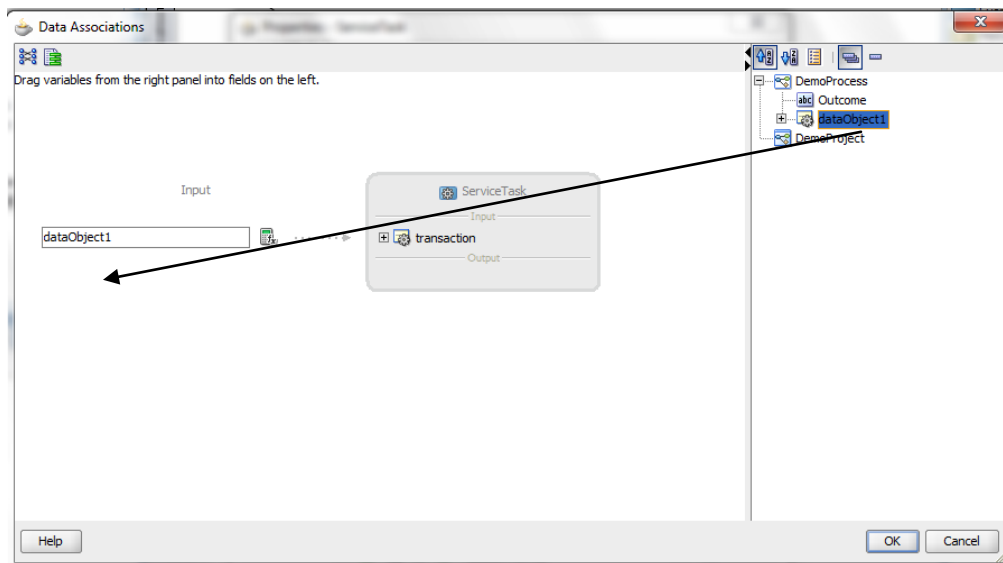 Data Associations
Drag variables from the right panel into fields on the left.
DemoProcess
abc Outcome
dataObject1
DemoProject
Input
ServiceTask
Input
dataObject1
transaction
Output
Help
OK
Cancel